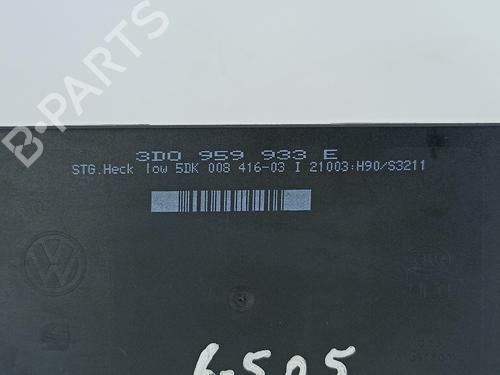 B-PARTS
3D0 959 933 E
STG.Heck low 5DK 008 416-03 I 21003:H90/S3211
6505